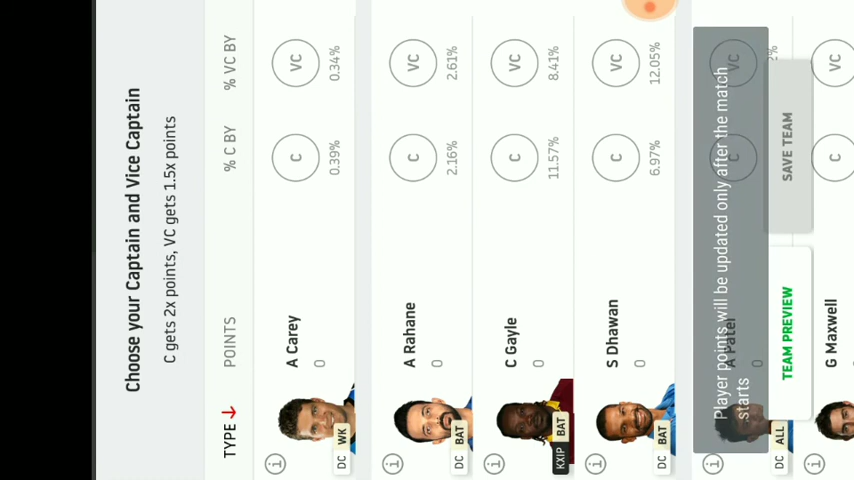 Choose your Captain and Vice Captain
C gets 2x points, VC gets 1.5x points
TYPE POINTS % C BY % VC BY
A Carey
0
DC WK
C 0.39%
VC 0.34%
A Rahane
0
DC BAT
C 2.16%
VC 2.61%
C Gayle
0
KXIP BAT
C 11.57%
VC 8.41%
S Dhawan
0
DC BAT
C 6.97%
VC 12.05%
A Patel
0
DC ALL
C
VC
Player points will be updated only after the match
starts
TEAM PREVIEW
SAVE TEAM
G Maxwell
C
VC